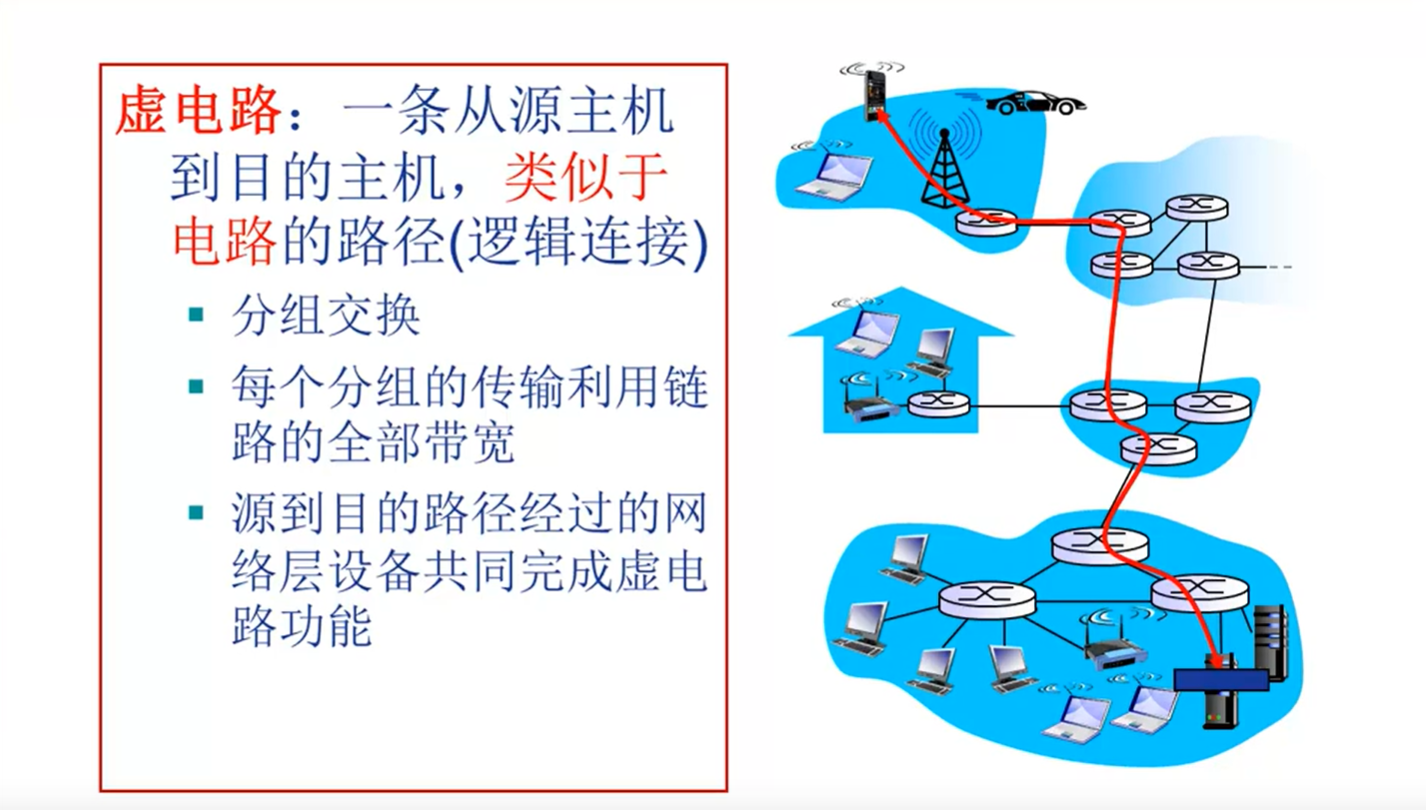 虚电路：一条从源主机
到目的主机，类似于
电路的路径(逻辑连接)
▪ 分组交换
▪ 每个分组的传输利用链
路的全部带宽
▪ 源到目的路径经过的网
络层设备共同完成虚电
路功能